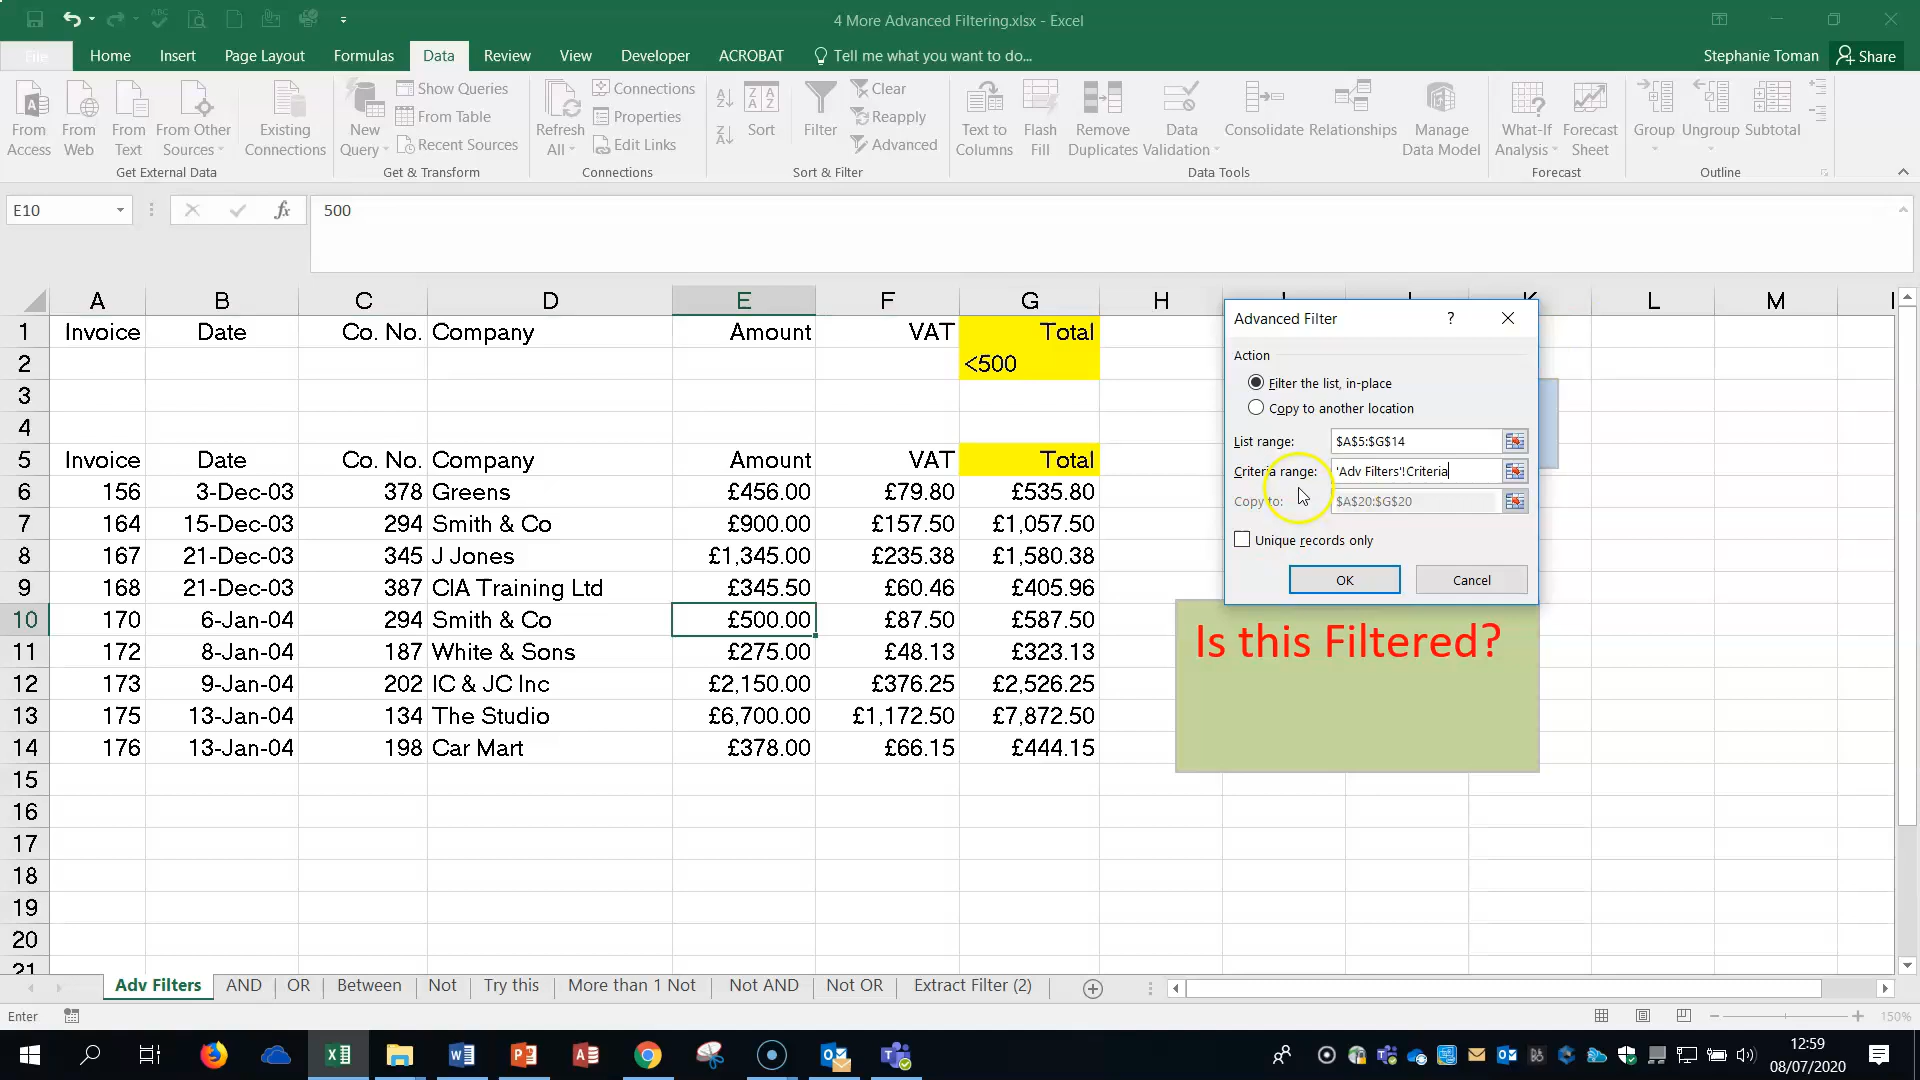 4 More Advanced Filtering.xlsx - Excel
File Home Insert Page Layout Formulas Data Review View Developer ACROBAT Tell me what you want to do... Stephanie Toman Share
From Access
From Web
From Text
From Other Sources
Existing Connections
Get External Data
New Query
Show Queries
From Table
Recent Sources
Get & Transform
Refresh All
Connections
Properties
Edit Links
Connections
Sort
Filter
Clear
Reapply
Advanced
Sort & Filter
Text to Columns
Flash Fill
Remove Duplicates
Data Validation
Consolidate
Relationships
Manage Data Model
Data Tools
What-If Analysis
Forecast Sheet
Forecast
Group
Ungroup
Subtotal
Outline
E10 fx 500
A B C D E F G H K L M
1 Invoice Date Co. No. Company Amount VAT Total
2 <500
3
4
5 Invoice Date Co. No. Company Amount VAT Total
6 156 3-Dec-03 378 Greens £456.00 £79.80 £535.80
7 164 15-Dec-03 294 Smith & Co £900.00 £157.50 £1,057.50
8 167 21-Dec-03 345 J Jones £1,345.00 £235.38 £1,580.38
9 168 21-Dec-03 387 CIA Training Ltd £345.50 £60.46 £405.96
10 170 6-Jan-04 294 Smith & Co £500.00 £87.50 £587.50
11 172 8-Jan-04 187 White & Sons £275.00 £48.13 £323.13
12 173 9-Jan-04 202 IC & JC Inc £2,150.00 £376.25 £2,526.25
13 175 13-Jan-04 134 The Studio £6,700.00 £1,172.50 £7,872.50
14 176 13-Jan-04 198 Car Mart £378.00 £66.15 £444.15
15
16
17
18
19
20
21
Advanced Filter ?
Action
Filter the list, in-place
Copy to another location
List range: $A$5:$G$14
Criteria range: 'Adv Filters'!Criteria
Copy to: $A$20:$G$20
Unique records only
OK Cancel
Is this Filtered?
Adv Filters AND OR Between Not Try this More than 1 Not Not AND Not OR Extract Filter (2)
Enter 150%
12:59
08/07/2020